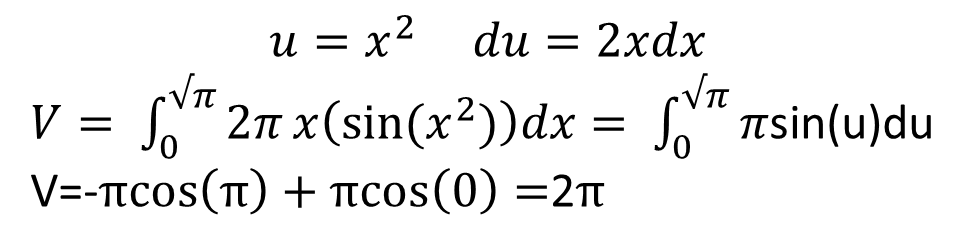 u = x² du = 2xdx
V = ∫₀^√π 2π x(sin(x²))dx = ∫₀^√π πsin(u)du
V=-πcos(π) + πcos(0) =2π